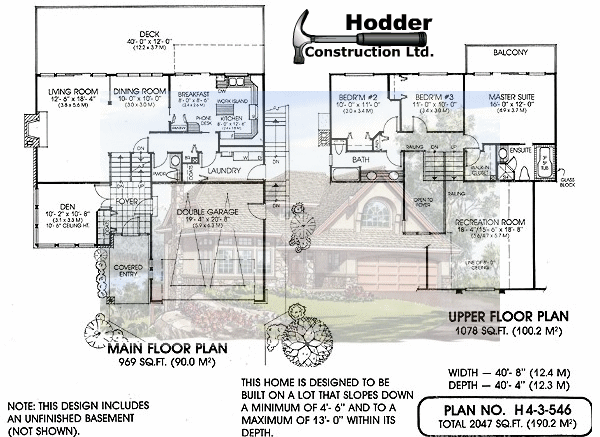 Hodder
Construction Ltd.
DECK
40'- 0" x 12'- 0"
(12.2 x 3.7 M)
LIVING ROOM
12'- 6" x 18'- 4"
(3.8 x 5.6 M)
DINING ROOM
10'- 0" x 10'- 0"
(3.0 x 3.0 M)
BREAKFAST
8'- 0" x 8'- 6"
(2.4 x 2.6 M)
WORK ISLAND
PHONE
DESK
KITCHEN
8'- 0" x 12'- 6"
LAUNDRY
W
D
PWDR
COATS
DN
UP
DN
FOYER
DEN
10'- 2" x 10'- 8"
(3.1 x 3.3 M)
(10'- 6" CEILING HT.
DOUBLE GARAGE
19'- 4" x 20'- 8"
(5.9 x 6.3 M)
COVERED
ENTRY
MAIN FLOOR PLAN
969 SQ.FT. (90.0 M²)
BALCONY
BEDR'M #2
10'- 0" x 11'- 0"
BEDR'M #3
11'- 0" x 10'- 0"
(3.4 x 3.0 M)
MASTER SUITE
16'- 0" x 12'- 0"
(4.9 x 3.7 M)
BATH
RAILING
DN
RAILING
WALK-IN
CLOSET
ENSUITE
GLASS
BLOCK
OPEN TO
FOYER
RAILING
RECREATION ROOM
18'- 4"/15'- 6" x 18'- 8"
(5.6/4.7 x 5.7 M)
LINE OF 8'- 0"
CEILING
UPPER FLOOR PLAN
1078 SQ.FT. (100.2 M²)
WIDTH — 40'- 8" (12.4 M)
DEPTH — 40'- 4" (12.3 M)
PLAN NO. H4-3-546
TOTAL 2047 SQ.FT. (190.2 M²)
THIS HOME IS DESIGNED TO BE
BUILT ON A LOT THAT SLOPES DOWN
A MINIMUM OF 4'- 6" AND TO A
MAXIMUM OF 13'- 0" WITHIN ITS
DEPTH.
NOTE: THIS DESIGN INCLUDES
AN UNFINISHED BASEMENT
(NOT SHOWN).